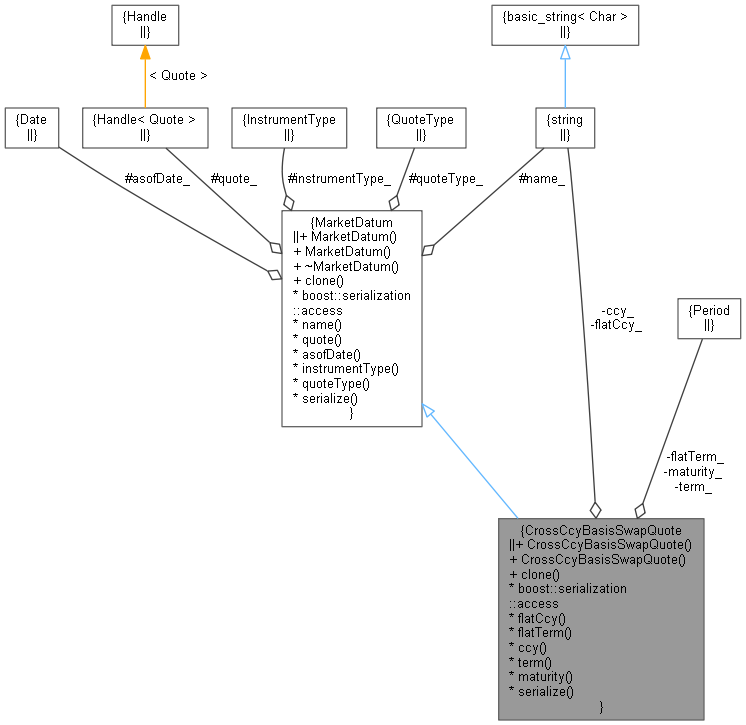 {Handle
||}
{basic_string< Char >
||}
< Quote >
{Date
||}
{Handle< Quote >
||}
{InstrumentType
||}
{QuoteType
||}
{string
||}
#asofDate_
#quote_
#instrumentType_
#quoteType_
#name_
{MarketDatum
||+ MarketDatum()
+ MarketDatum()
+ ~MarketDatum()
+ clone()
* boost::serialization
::access
* name()
* quote()
* asofDate()
* instrumentType()
* quoteType()
* serialize()
}
-ccy_
-flatCcy_
{Period
||}
-flatTerm_
-maturity_
-term_
{CrossCcyBasisSwapQuote
||+ CrossCcyBasisSwapQuote()
+ CrossCcyBasisSwapQuote()
+ clone()
* boost::serialization
::access
* flatCcy()
* flatTerm()
* ccy()
* term()
* maturity()
* serialize()
}